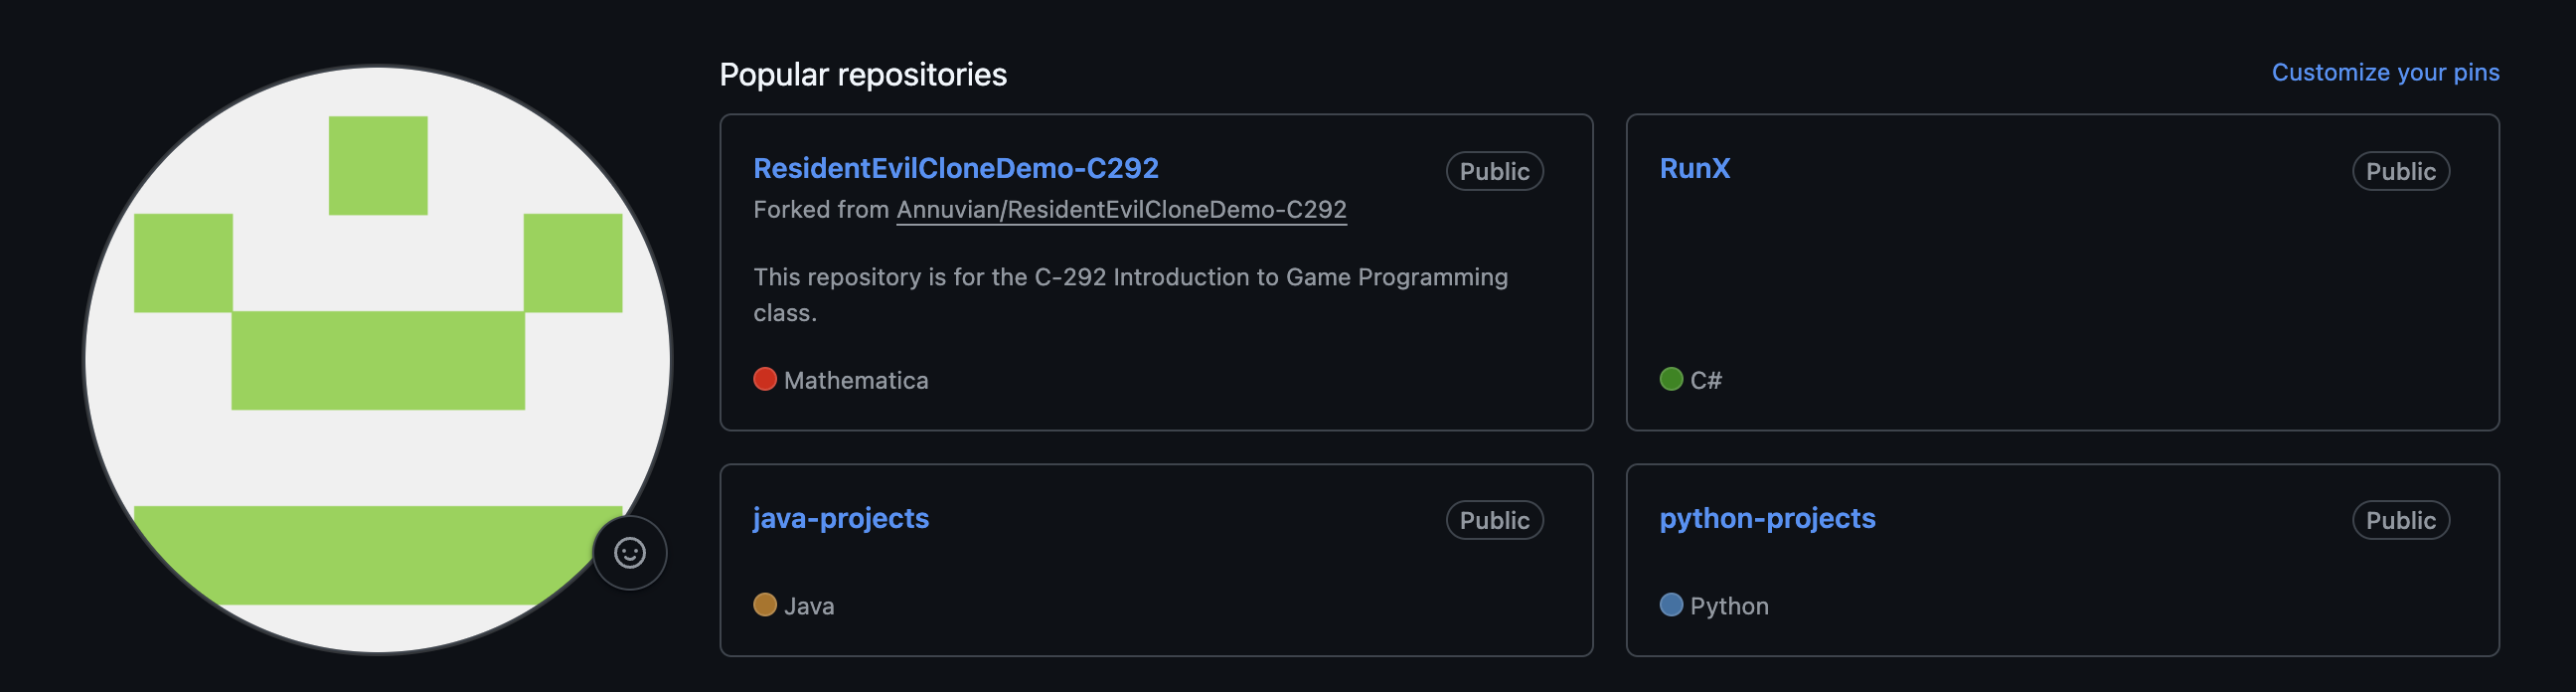 Popular repositories
Customize your pins
ResidentEvilCloneDemo-C292
Public
Forked from Annuvian/ResidentEvilCloneDemo-C292
This repository is for the C-292 Introduction to Game Programming
class.
Mathematica
RunX
Public
C#
java-projects
Public
Java
python-projects
Public
Python